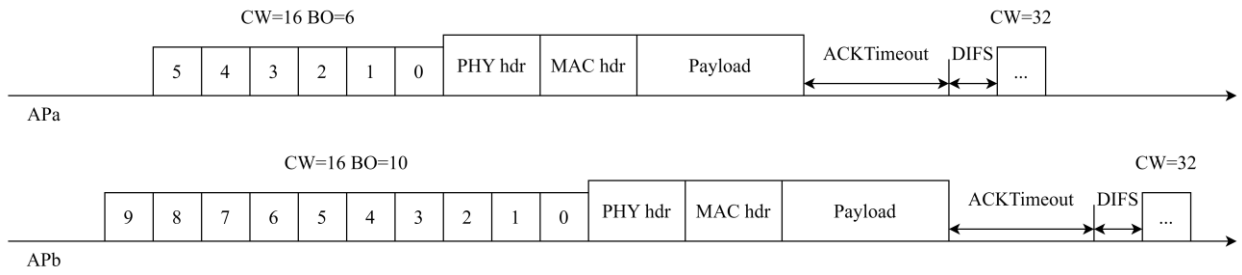 CW=16 BO=6 CW=32
5 4 3 2 1 0 PHY hdr MAC hdr Payload ACKTimeout DIFS ...
APa
CW=16 BO=10 CW=32
9 8 7 6 5 4 3 2 1 0 PHY hdr MAC hdr Payload ACKTimeout DIFS ...
APb